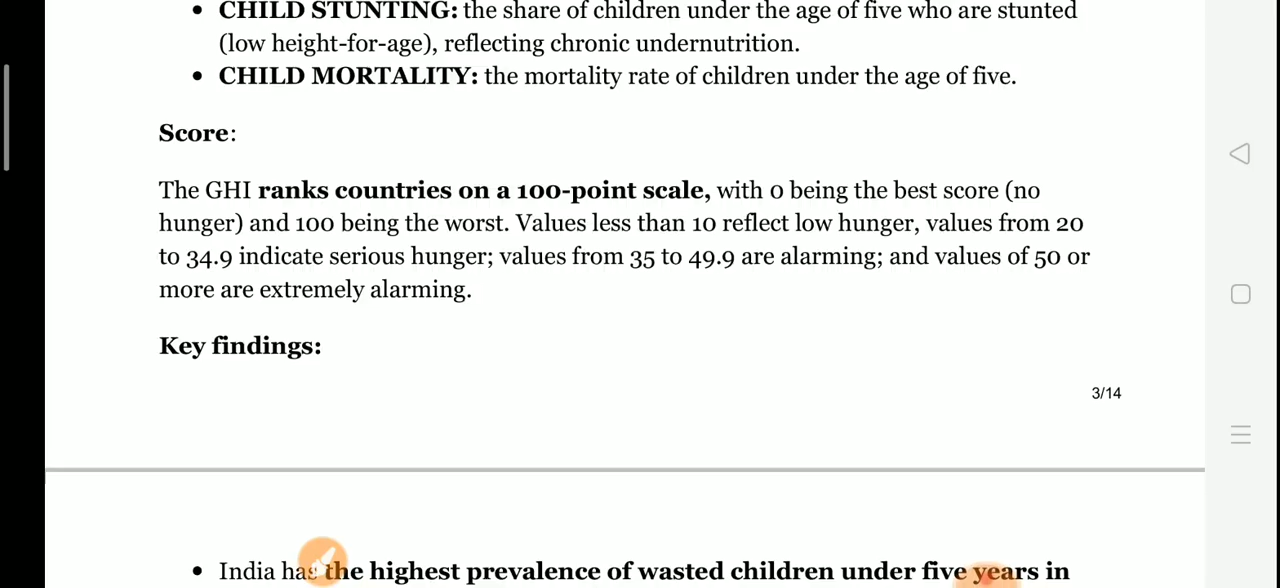 • CHILD STUNTING: the share of children under the age of five who are stunted
(low height-for-age), reflecting chronic undernutrition.
• CHILD MORTALITY: the mortality rate of children under the age of five.
Score:
The GHI ranks countries on a 100-point scale, with 0 being the best score (no
hunger) and 100 being the worst. Values less than 10 reflect low hunger, values from 20
to 34.9 indicate serious hunger; values from 35 to 49.9 are alarming; and values of 50 or
more are extremely alarming.
Key findings:
3/14
• India has the highest prevalence of wasted children under five years in